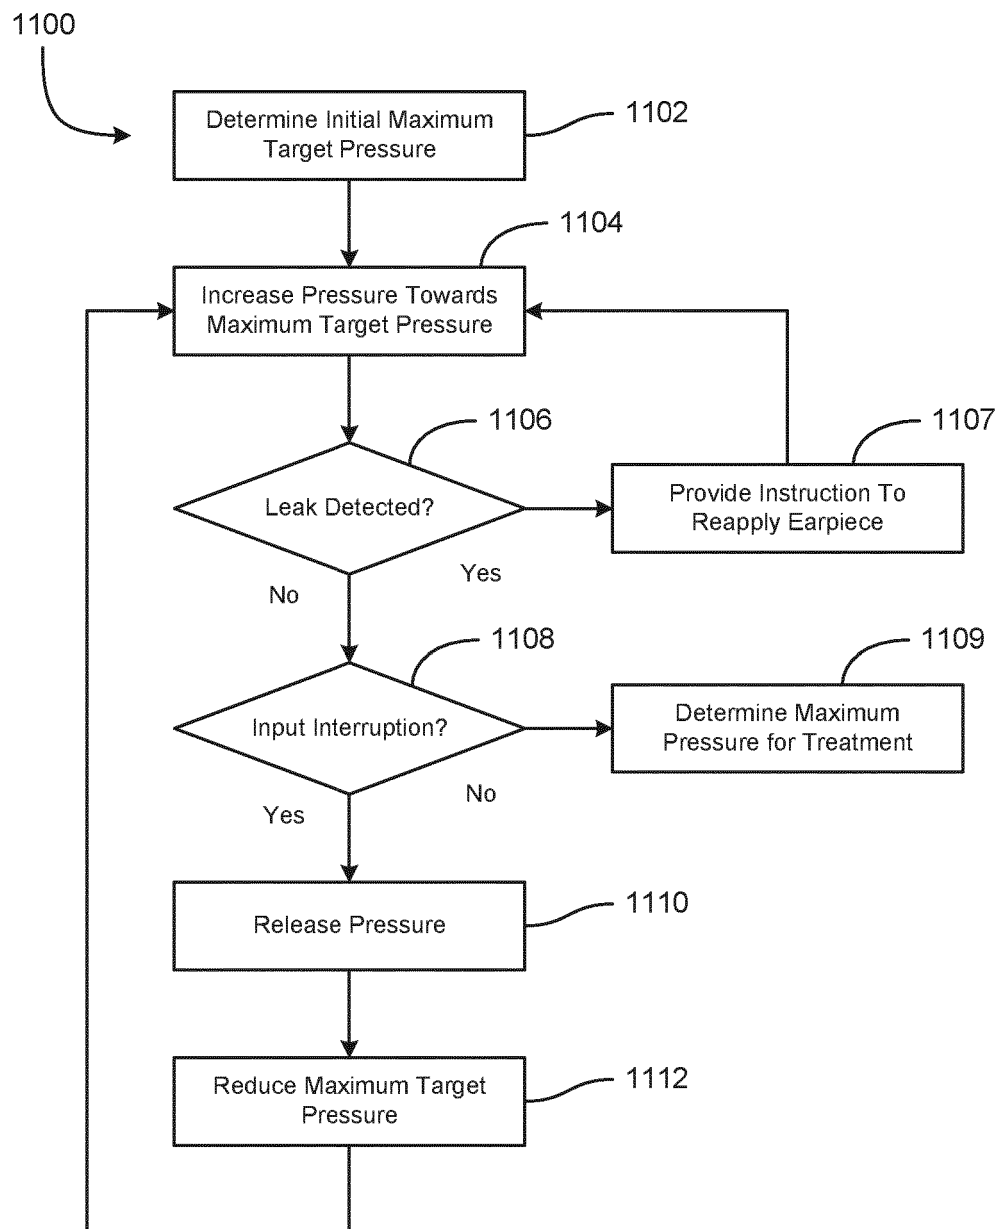 1100
Determine Initial Maximum
Target Pressure
1102
1104
Increase Pressure Towards
Maximum Target Pressure
1106
Leak Detected?
1107
Provide Instruction To
Reapply Earpiece
Yes
No
1108
Input Interruption?
1109
Determine Maximum
Pressure for Treatment
No
Yes
Release Pressure
1110
Reduce Maximum Target
Pressure
1112